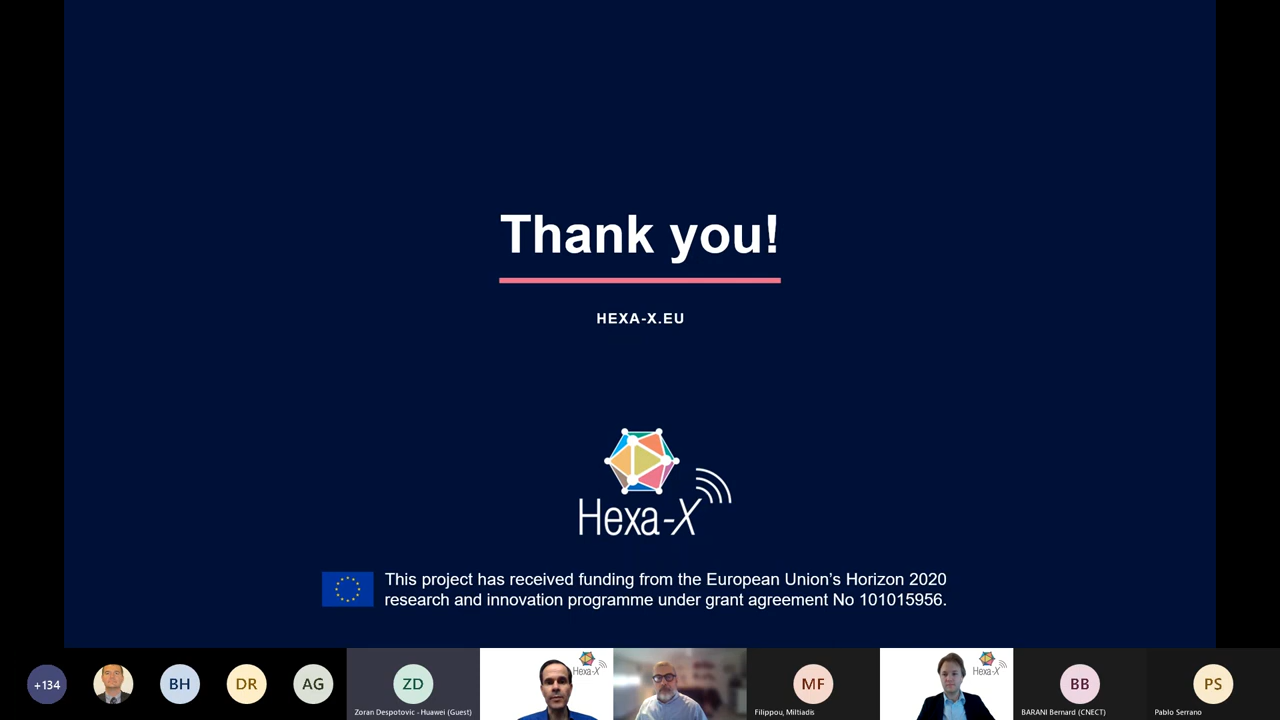 Thank you!
HEXA-X.EU
Hexa-X
This project has received funding from the European Union’s Horizon 2020
research and innovation programme under grant agreement No 101015956.
+134
BH
DR
AG
ZD
Zoran Despotovic - Huawei (Guest)
Hexa-X
MF
Filippou, Miltiadis
Hexa-X
BB
BARANI Bernard (CNECT)
PS
Pablo Serrano